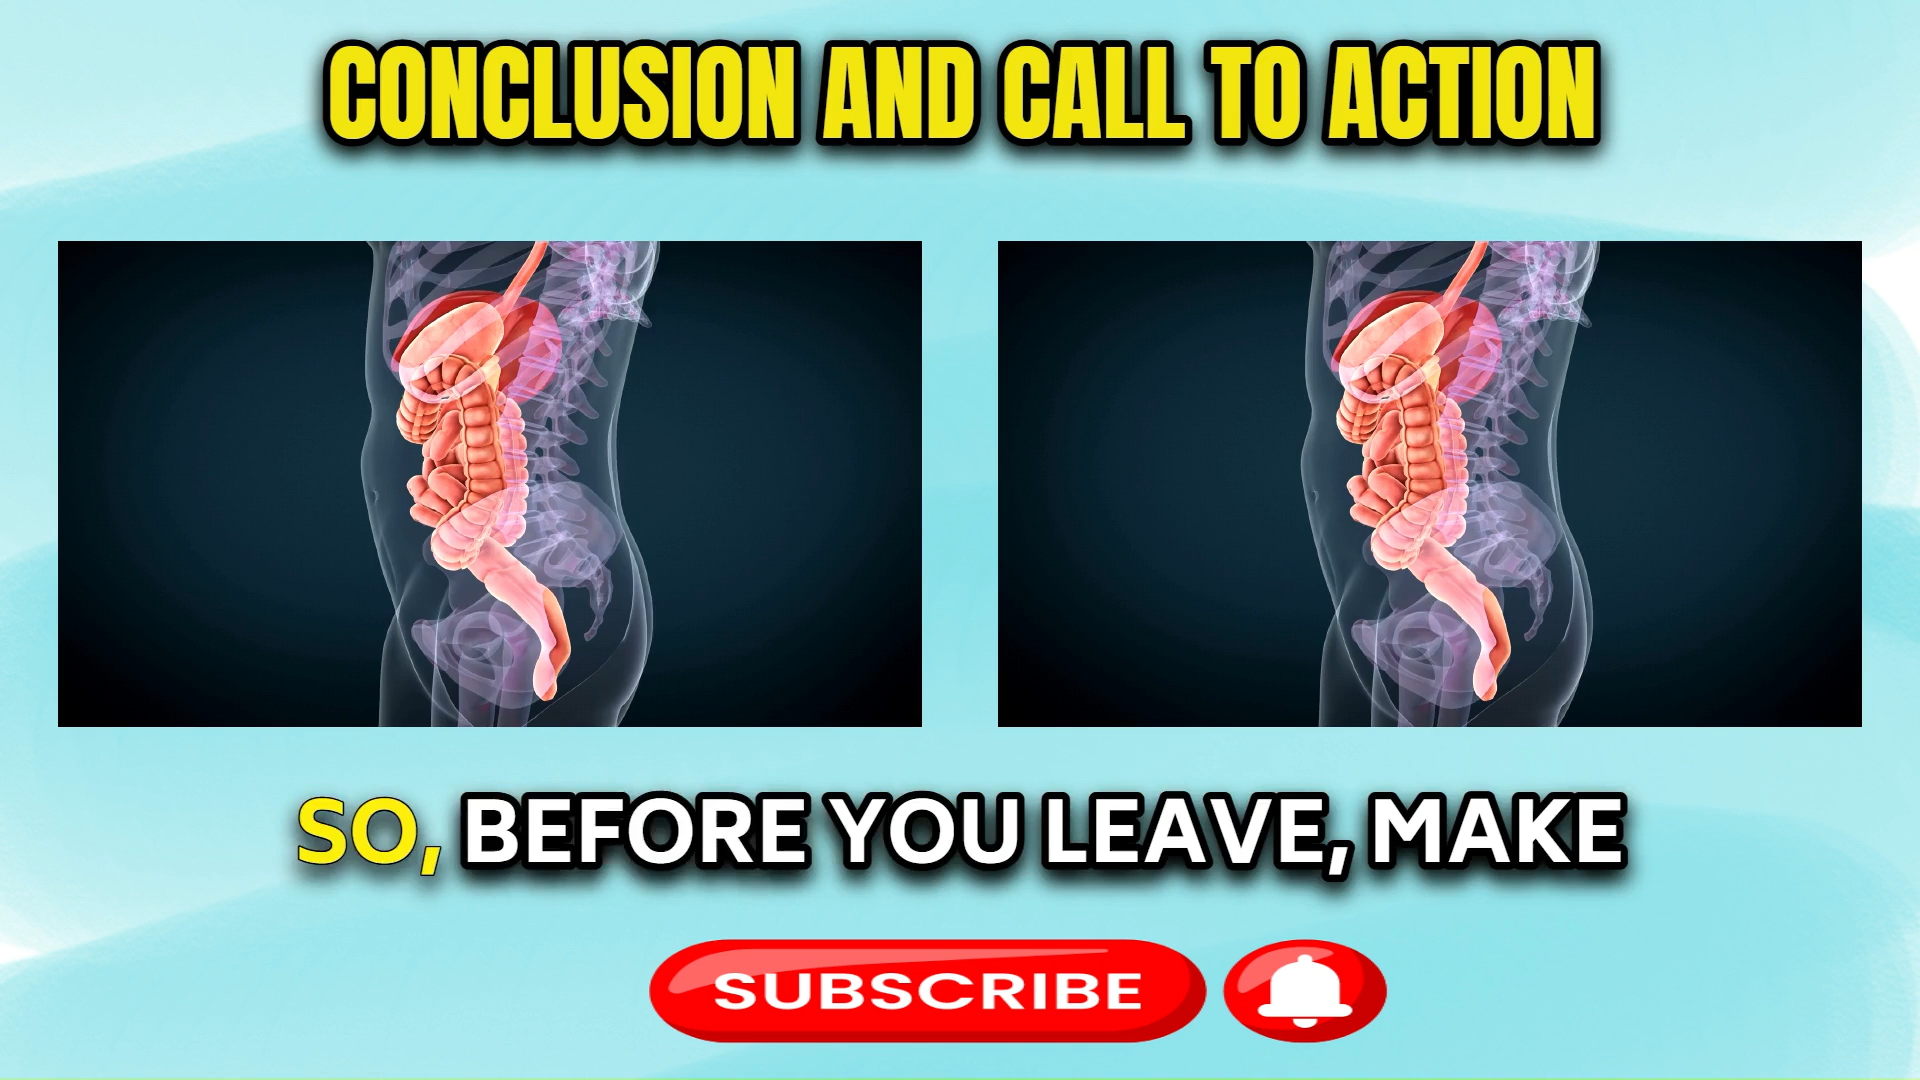 CONCLUSION AND CALL TO ACTION
SO, BEFORE YOU LEAVE, MAKE
SUBSCRIBE